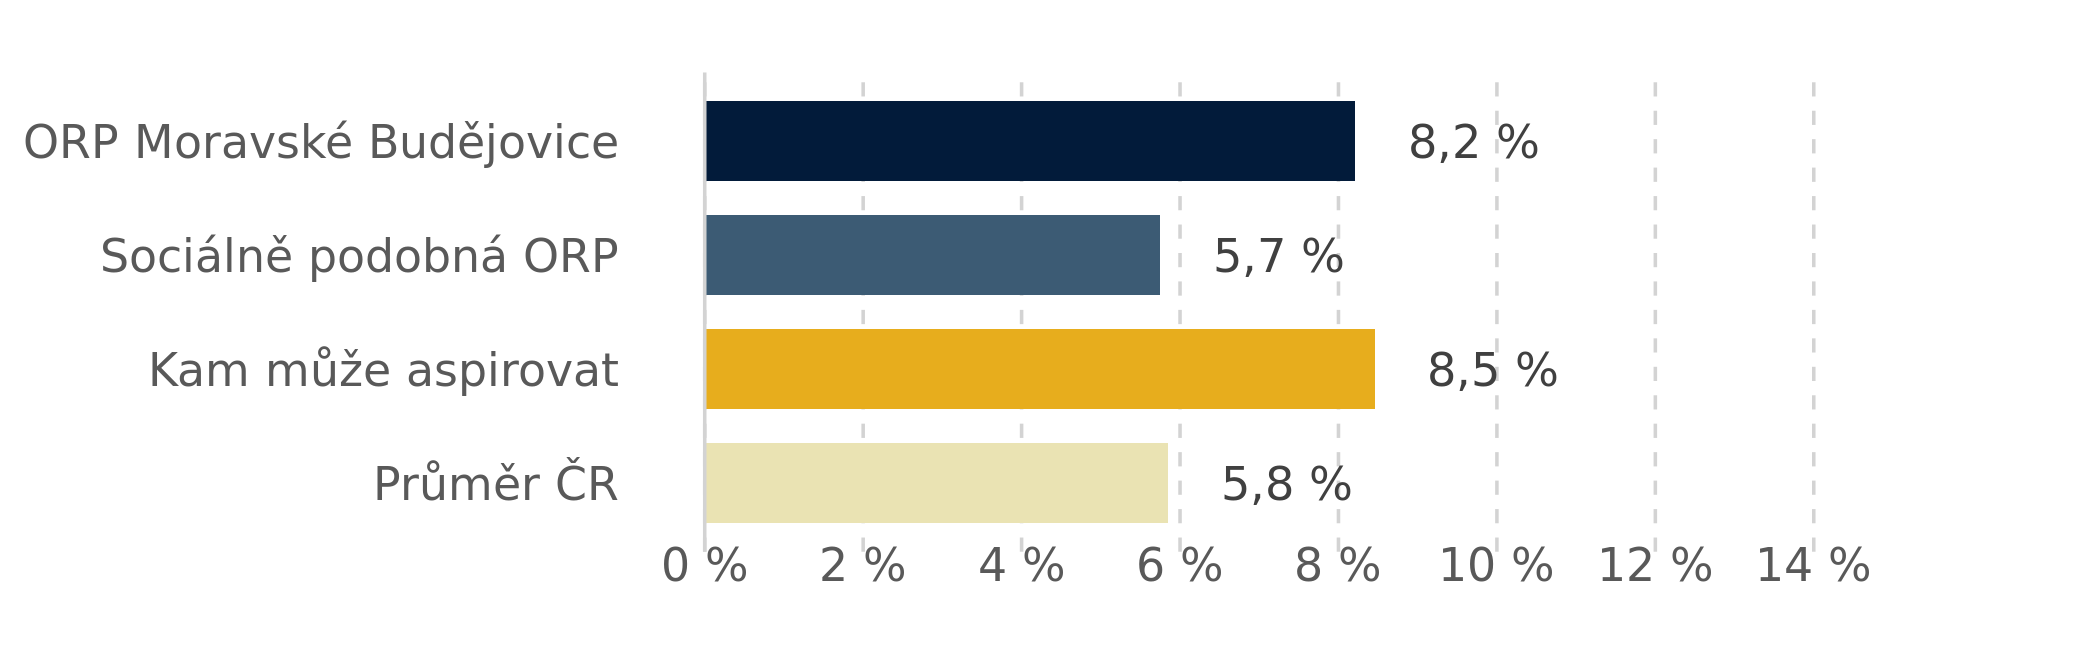 ORP Moravské Budějovice 8,2 %
Sociálně podobná ORP 5,7 %
Kam může aspirovat 8,5 %
Průměr ČR 5,8 %
0 % 2 % 4 % 6 % 8 % 10 % 12 % 14 %